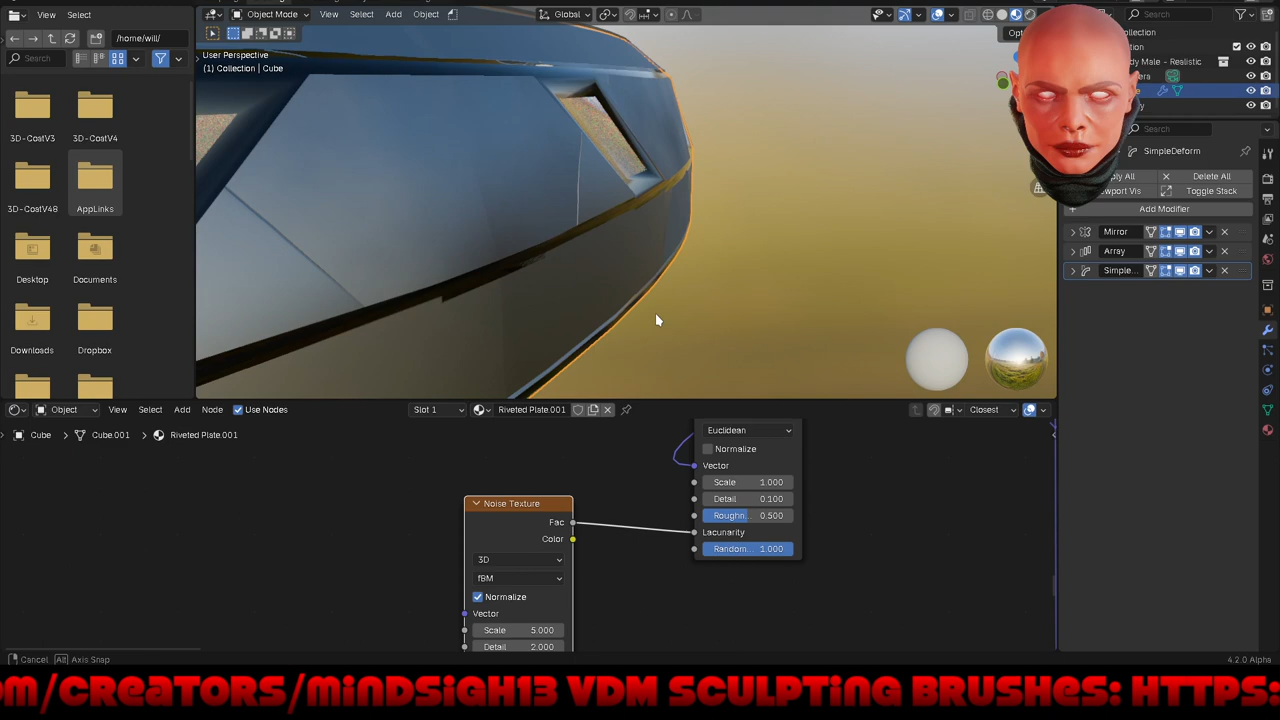 Object Mode
View
Select
Add
Object
Global
Search
/home/will/
Search
User Perspective
(1) Collection | Cube
3D-CostV3
3D-CostV4
3D-CostV48
AppLinks
Desktop
Documents
Downloads
Dropbox
Search
SimpleDeform
Delete All
Toggle Stack
Add Modifier
Mirror
Array
Simple...
Object
View
Select
Add
Node
Use Nodes
Slot 1
Riveted Plate.001
Closest
Cube
Cube.001
Riveted Plate.001
Euclidean
Normalize
Vector
Scale 1.000
Detail 0.100
Roughn... 0.500
Lacunarity
Random... 1.000
Noise Texture
Fac
Color
3D
fBM
Normalize
Vector
Scale 5.000
Detail 2.000
Cancel
Alt Axis Snap
4.2.0 Alpha
om/creators/mindsigh13 VDM SCULPTING BRUSHES: HTTPS: